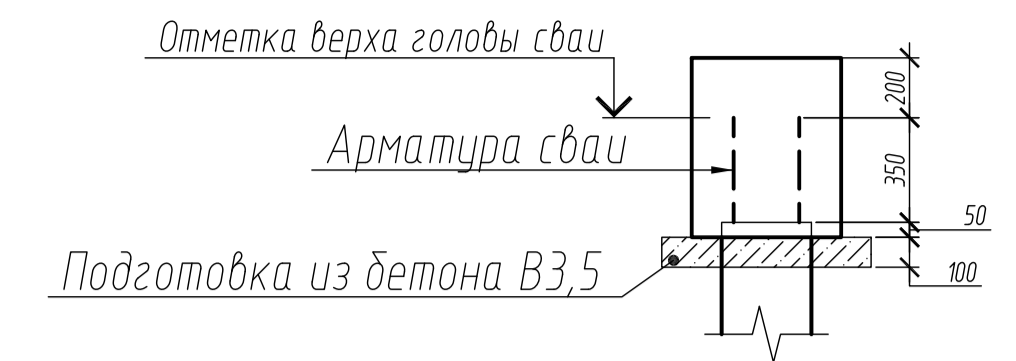 Отметка верха головы сваи
200
Арматура сваи
350
50
Подготовка из бетона В3,5
100